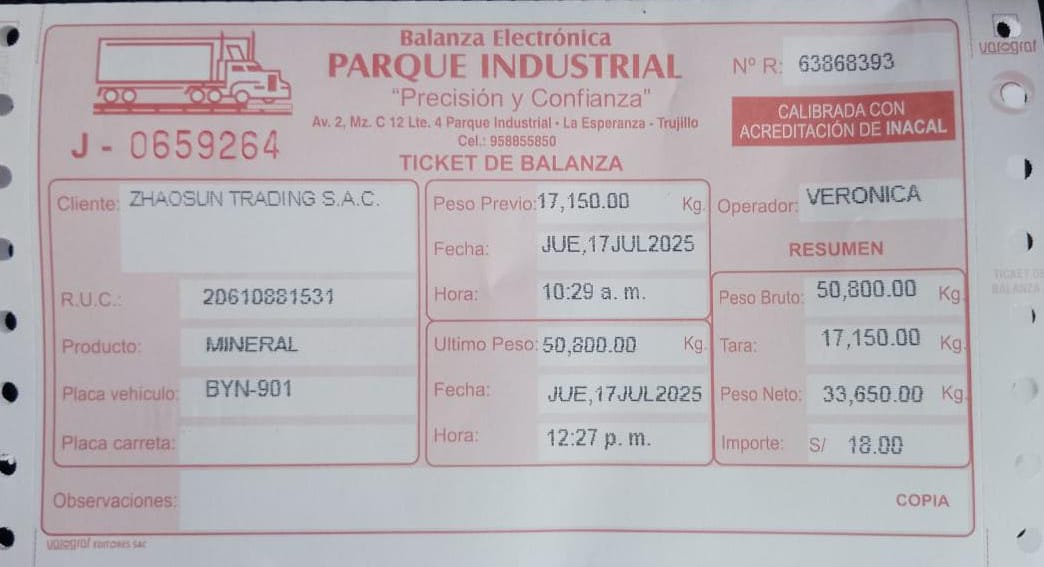 Balanza Electrónica
PARQUE INDUSTRIAL
"Precisión y Confianza"
Av. 2, Mz. C 12 Lte. 4 Parque Industrial - La Esperanza - Trujillo
Cel.: 958855850
TICKET DE BALANZA
J - 0659264
Nº R: 63868393
CALIBRADA CON
ACREDITACIÓN DE INACAL
Cliente: ZHAOSUN TRADING S.A.C.
R.U.C.: 20610881531
Producto: MINERAL
Placa vehiculo: BYN-901
Placa carreta:
Peso Previo: 17,150.00 Kg.
Fecha: JUE,17JUL2025
Hora: 10:29 a. m.
Ultimo Peso: 50,800.00 Kg.
Fecha: JUE,17JUL2025
Hora: 12:27 p. m.
Operador: VERONICA
RESUMEN
Peso Bruto: 50,800.00 Kg.
Tara: 17,150.00 Kg.
Peso Neto: 33,650.00 Kg.
Importe: S/ 18.00
Observaciones:
COPIA
varograf EDITORES SAC
varograf
TICKET DE
BALANZA